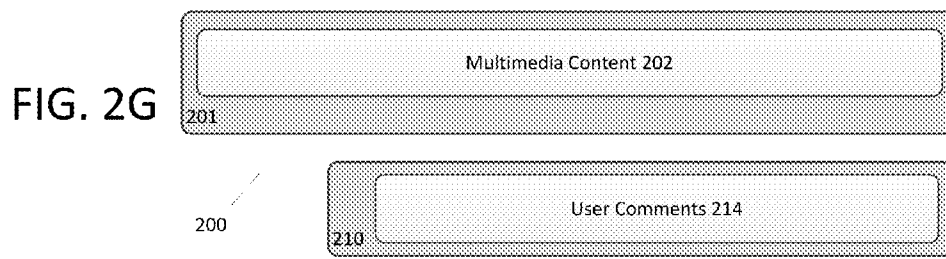 Multimedia Content 202
FIG. 2G
201
User Comments 214
200
210